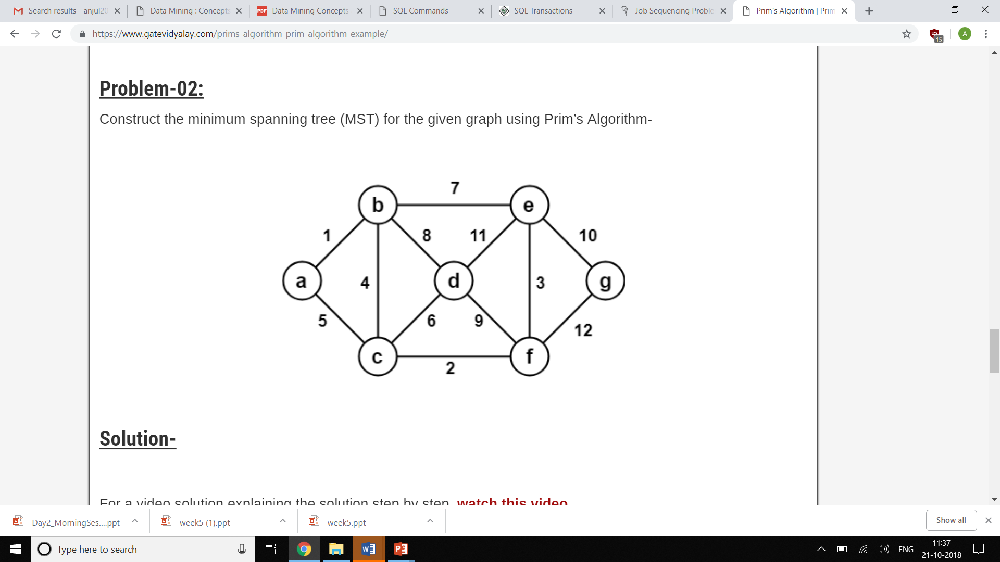 Search results - anjul20
Data Mining : Concepts
PDF Data Mining Concepts
SQL Commands
SQL Transactions
Job Sequencing Proble
Prim's Algorithm | Prim
https://www.gatevidyalay.com/prims-algorithm-prim-algorithm-example/
15
A
Problem-02:
Construct the minimum spanning tree (MST) for the given graph using Prim’s Algorithm-
7
b
e
1
8
11
10
a
4
d
3
g
5
6
9
12
c
f
2
Solution-
For a video solution explaining the solution step by step, watch this video
Day2_MorningSes....ppt
week5 (1).ppt
week5.ppt
Show all
Type here to search
ENG
11:37
21-10-2018